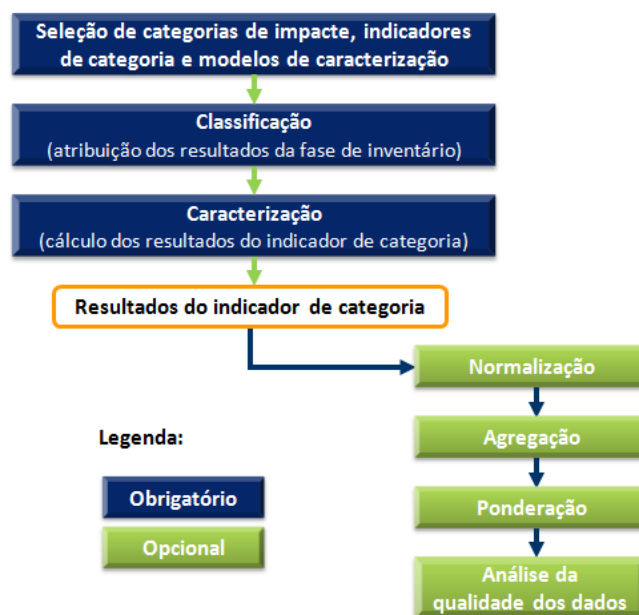 Seleção de categorias de impacte, indicadores
de categoria e modelos de caracterização
Classificação
(atribuição dos resultados da fase de inventário)
Caracterização
(cálculo dos resultados do indicador de categoria)
Resultados do indicador de categoria
Normalização
Agregação
Ponderação
Análise da
qualidade dos dados
Legenda:
Obrigatório
Opcional